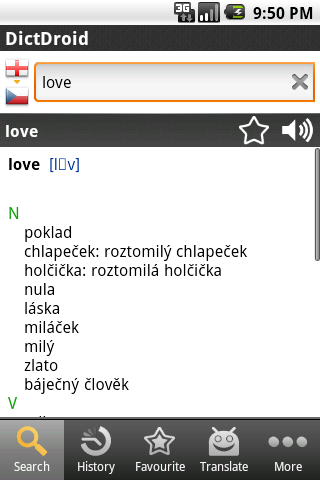 3G
9:50 PM
DictDroid
love
love
love [l▯v]
N
poklad
chlapeček: roztomilý chlapeček
holčička: roztomilá holčička
nula
láska
miláček
milý
zlato
báječný člověk
V
Search History Favourite Translate More